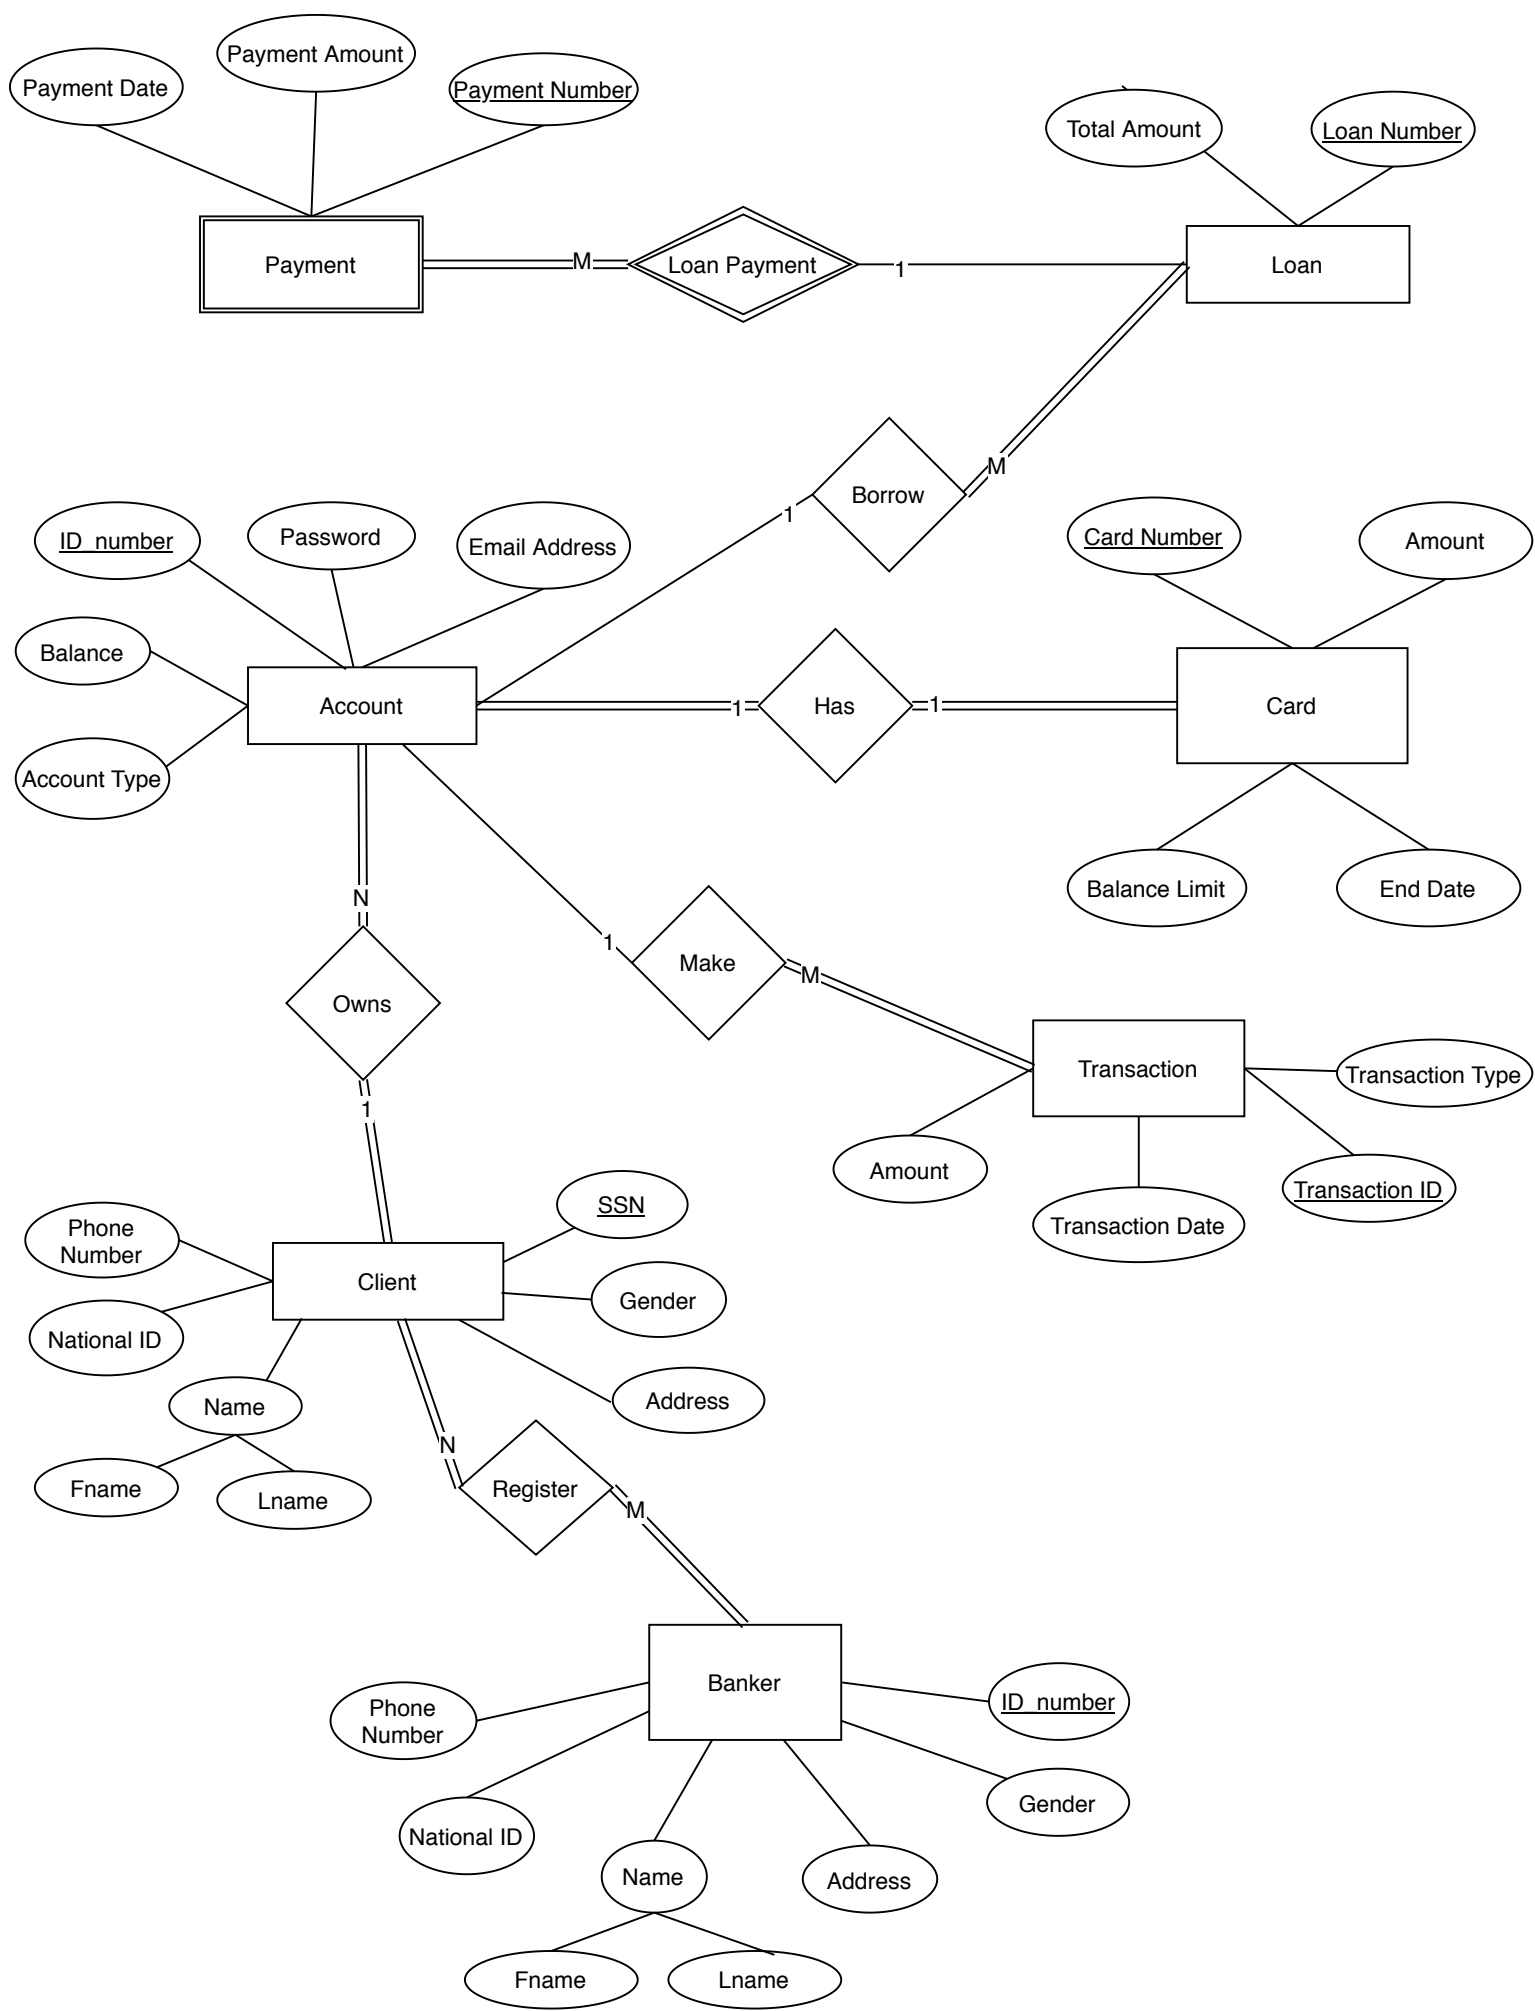 Payment Amount
Payment Date
Payment Number
Total Amount
Loan Number
Payment
M
Loan Payment
1
Loan
Borrow
M
1
ID_number
Password
Email Address
Card Number
Amount
Balance
Account
1
Has
1
Card
Account Type
Balance Limit
End Date
N
1
Make
M
Owns
Transaction
Transaction Type
1
Amount
Transaction ID
Transaction Date
SSN
Phone
Number
Client
Gender
National ID
Name
Address
N
Fname
Lname
Register
M
Banker
ID_number
Phone
Number
Gender
National ID
Name
Address
Fname
Lname